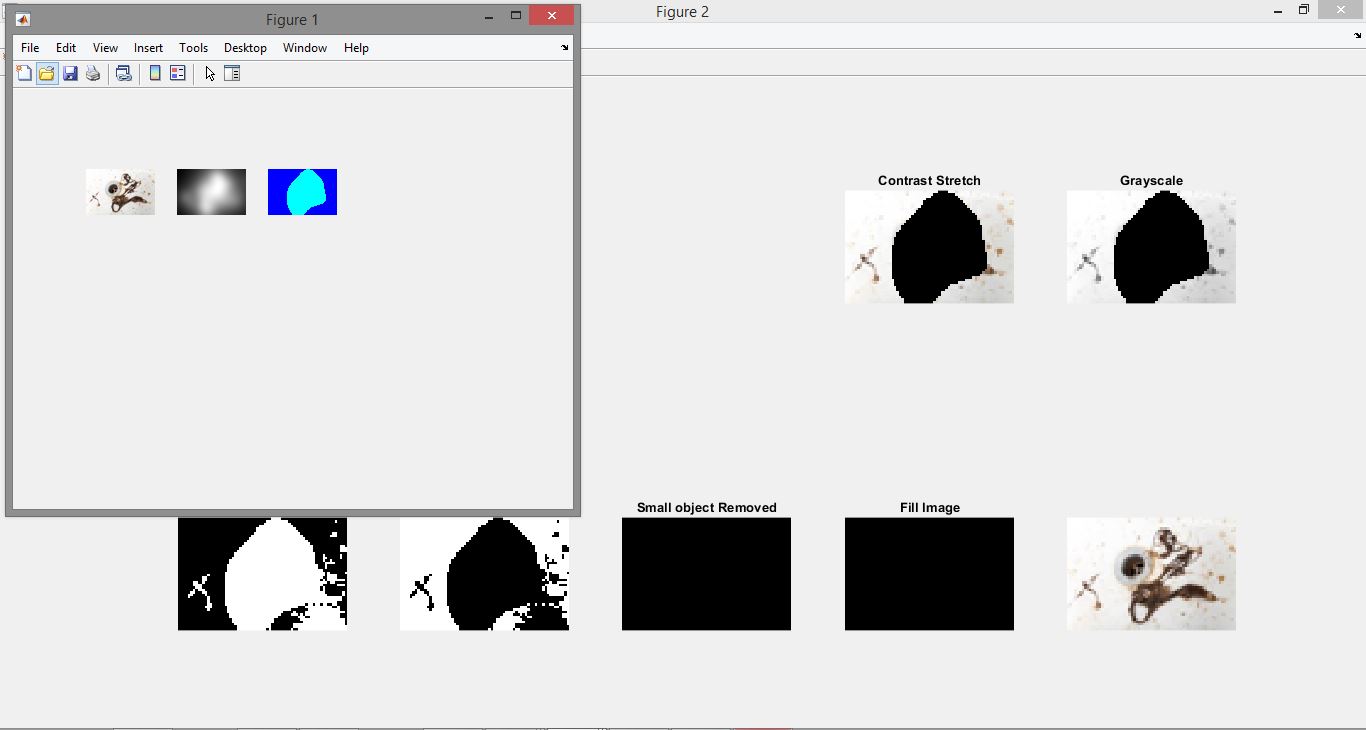 Figure 1
Figure 2
File Edit View Insert Tools Desktop Window Help
Contrast Stretch
Grayscale
Small object Removed
Fill Image